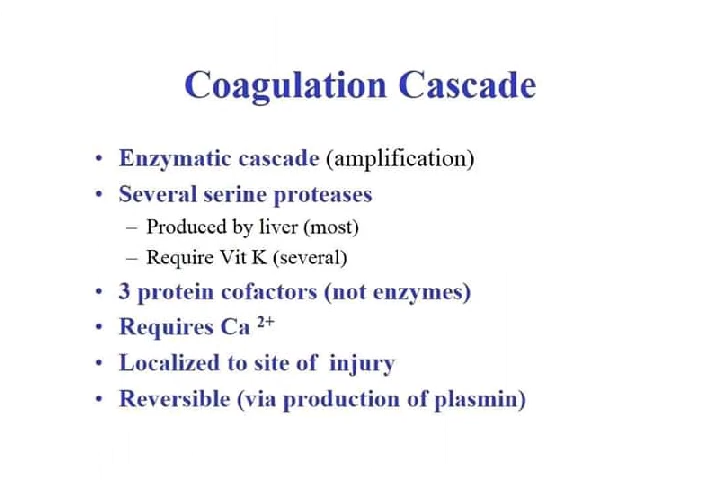 Coagulation Cascade
• Enzymatic cascade (amplification)
• Several serine proteases
– Produced by liver (most)
– Require Vit K (several)
• 3 protein cofactors (not enzymes)
• Requires Ca 2+
• Localized to site of injury
• Reversible (via production of plasmin)